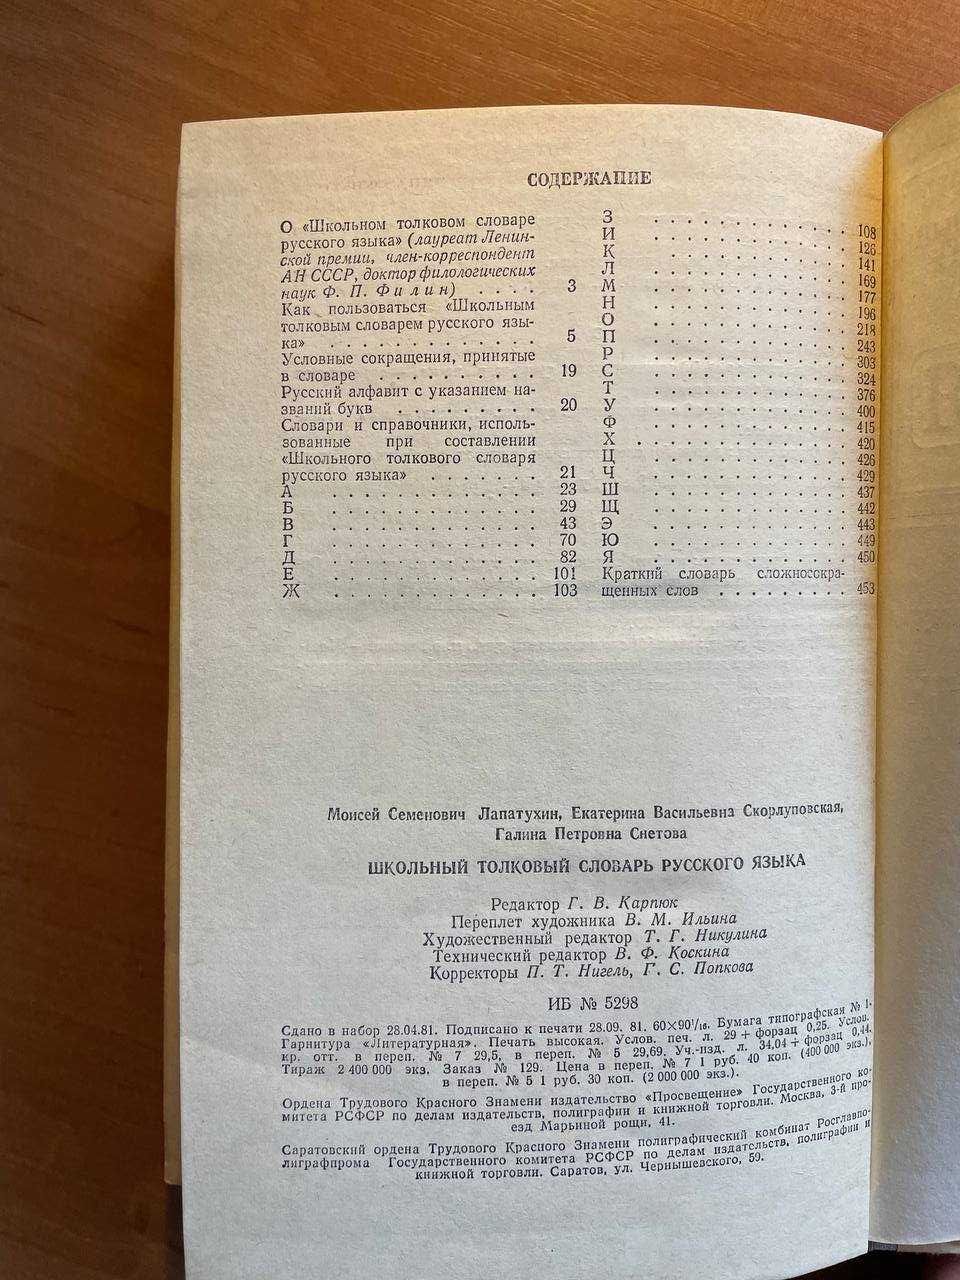 СОДЕРЖАНИЕ
О «Школьном толковом словаре
русского языка» (лауреат Ленин-
ской премии, член-корреспондент
АН СССР, доктор филологических
наук Ф. П. Филин) . . . . 3
Как пользоваться «Школьным
толковым словарем русского язы-
ка» . . . . . . . . . . . . . 5
Условные сокращения, принятые
в словаре . . . . . . . . . . 19
Русский алфавит с указанием на-
званий букв . . . . . . . . . 20
Словари и справочники, исполь-
зованные при составлении
«Школьного толкового словаря
русского языка» . . . . . . . 21
А . . . . . . . . . . . . . 23
Б . . . . . . . . . . . . . 29
В . . . . . . . . . . . . . 43
Г . . . . . . . . . . . . . 70
Д . . . . . . . . . . . . . 82
Е . . . . . . . . . . . . . 101
Ж . . . . . . . . . . . . . 103
З . . . . . . . . . . . . 108
И . . . . . . . . . . . . 126
К . . . . . . . . . . . . 141
Л . . . . . . . . . . . . 169
М . . . . . . . . . . . . 177
Н . . . . . . . . . . . . 196
О . . . . . . . . . . . . 218
П . . . . . . . . . . . . 243
Р . . . . . . . . . . . . 303
С . . . . . . . . . . . . 324
Т . . . . . . . . . . . . 376
У . . . . . . . . . . . . 400
Ф . . . . . . . . . . . . 415
Х . . . . . . . . . . . . 420
Ц . . . . . . . . . . . . 426
Ч . . . . . . . . . . . . 429
Ш . . . . . . . . . . . . 437
Щ . . . . . . . . . . . . 442
Э . . . . . . . . . . . . 443
Ю . . . . . . . . . . . . 449
Я . . . . . . . . . . . . 450
Краткий словарь сложносокра-
щенных слов . . . . . . . . 453
Моисей Семенович Лапатухин, Екатерина Васильевна Скорлуповская,
Галина Петровна Снетова
ШКОЛЬНЫЙ ТОЛКОВЫЙ СЛОВАРЬ РУССКОГО ЯЗЫКА
Редактор Г. В. Карпюк
Переплет художника В. М. Ильина
Художественный редактор Т. Г. Никулина
Технический редактор В. Ф. Коскина
Корректоры П. Т. Нигель, Г. С. Попкова
ИБ № 5298
Сдано в набор 28.04.81. Подписано к печати 28.09. 81. 60×90¹/₁₆. Бумага типографская № 1.
Гарнитура «Литературная». Печать высокая. Услов. печ. л. 29 + форзац 0,25. Услов.
кр. отт. в переп. № 7 29,5, в переп. № 5 29,69. Уч.-изд. л. 34,04 + форзац 0,44.
Тираж 2 400 000 экз. Заказ № 129. Цена в переп. № 7 1 руб. 40 коп. (400 000 экз.),
в переп. № 5 1 руб. 30 коп. (2 000 000 экз.).
Ордена Трудового Красного Знамени издательство «Просвещение» Государственного ко-
митета РСФСР по делам издательств, полиграфии и книжной торговли. Москва, 3-й про-
езд Марьиной рощи, 41.
Саратовский ордена Трудового Красного Знамени полиграфический комбинат Росглавпо-
лиграфпрома Государственного комитета РСФСР по делам издательств, полиграфии и
книжной торговли. Саратов, ул. Чернышевского, 59.